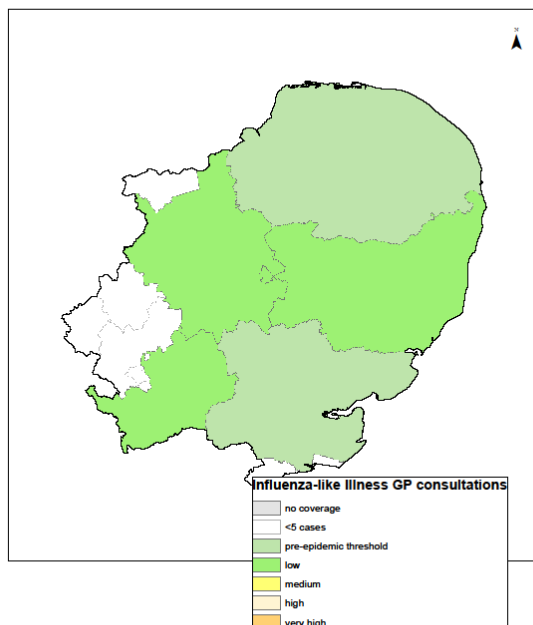 N
Influenza-like Illness GP consultations
no coverage
<5 cases
pre-epidemic threshold
low
medium
high
very high